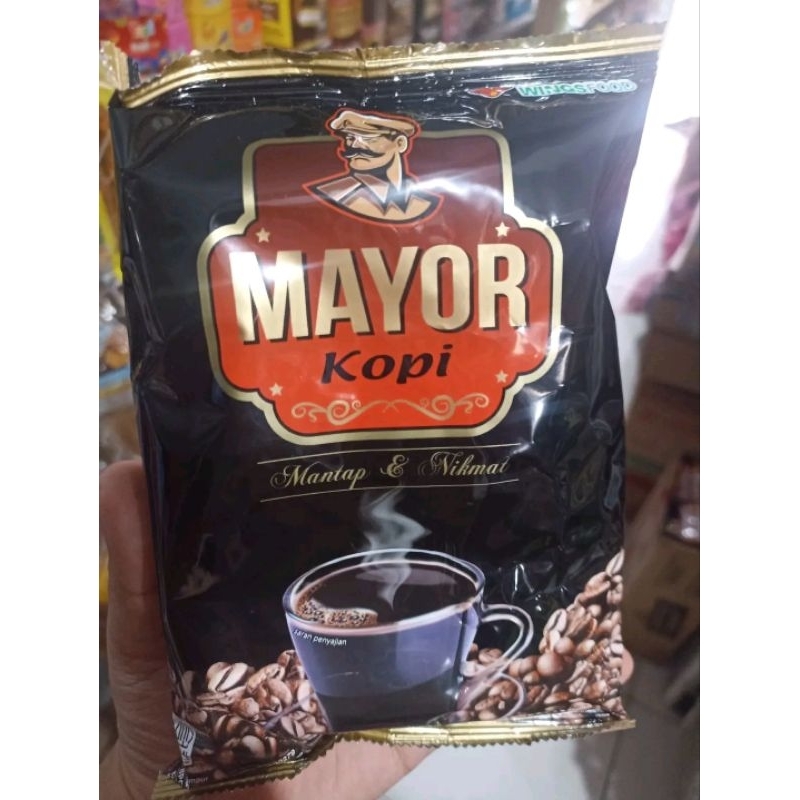 WINGSFOOD
MAYOR
Kopi
Mantap & Nikmat
saran penyajian